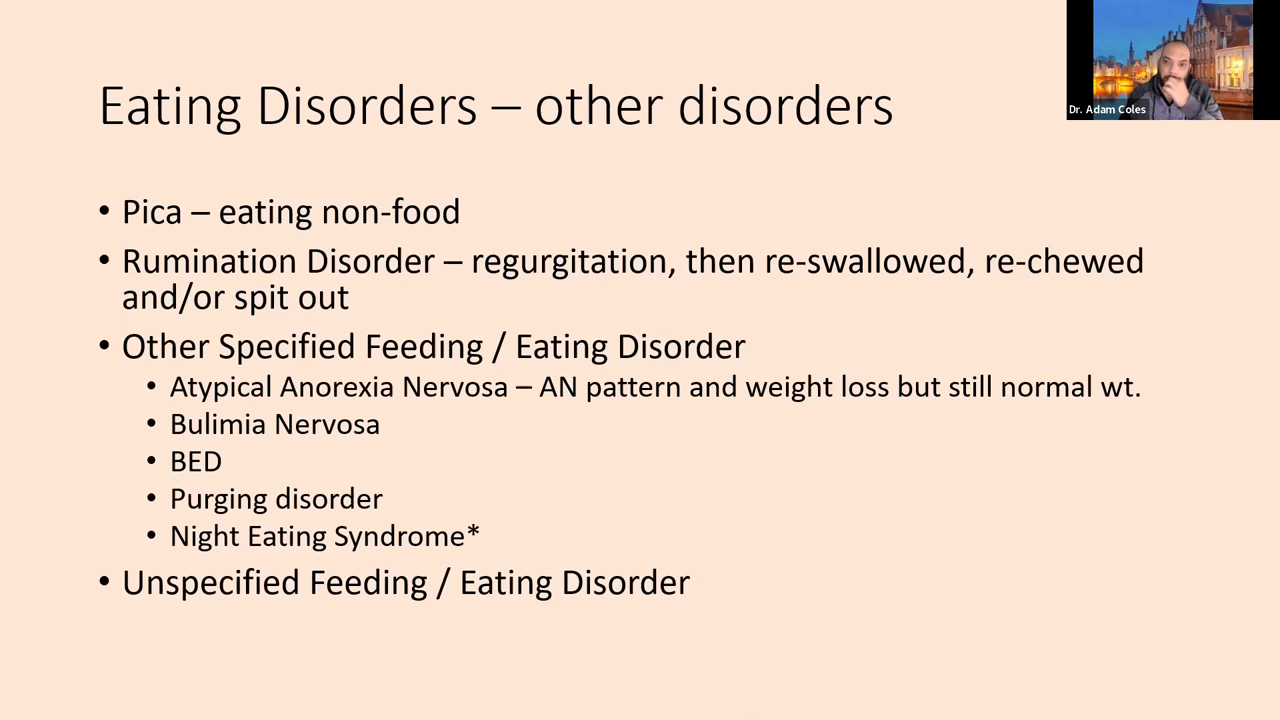 Dr. Adam Coles
Eating Disorders – other disorders
• Pica – eating non-food
• Rumination Disorder – regurgitation, then re-swallowed, re-chewed
and/or spit out
• Other Specified Feeding / Eating Disorder
• Atypical Anorexia Nervosa – AN pattern and weight loss but still normal wt.
• Bulimia Nervosa
• BED
• Purging disorder
• Night Eating Syndrome*
• Unspecified Feeding / Eating Disorder